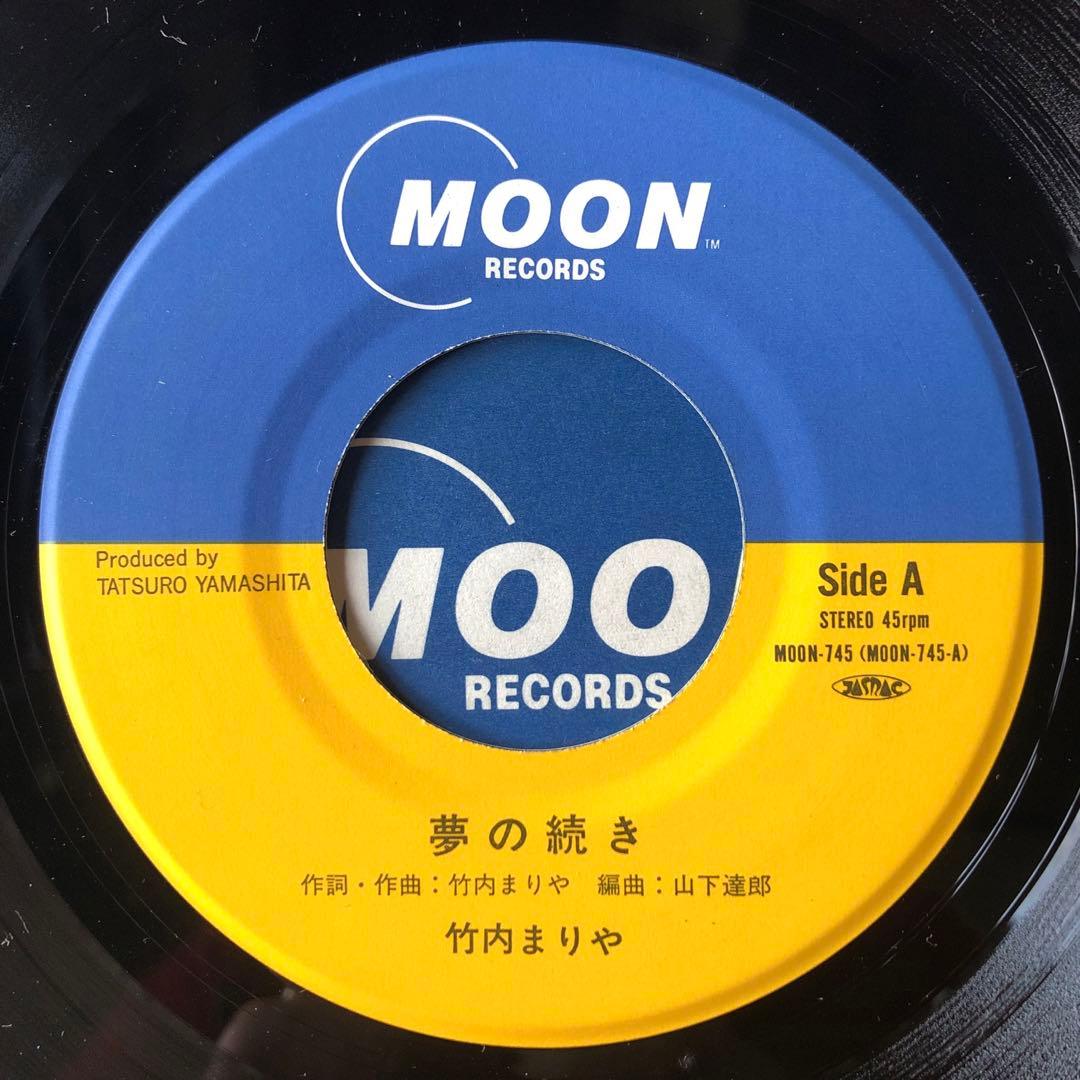 MOON™
RECORDS
MOO
RECORDS
Produced by
TATSURO YAMASHITA
Side A
STEREO 45rpm
MOON-745 (MOON-745-A)
JASRAC
夢の続き
作詞・作曲：竹内まりや 編曲：山下達郎
竹内まりや